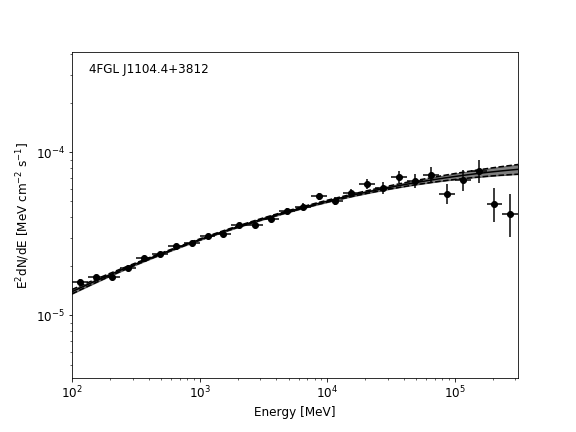 4FGL J1104.4+3812
E²dN/dE [MeV cm⁻² s⁻¹]
10⁻⁴
10⁻⁵
10² 10³ 10⁴ 10⁵
Energy [MeV]